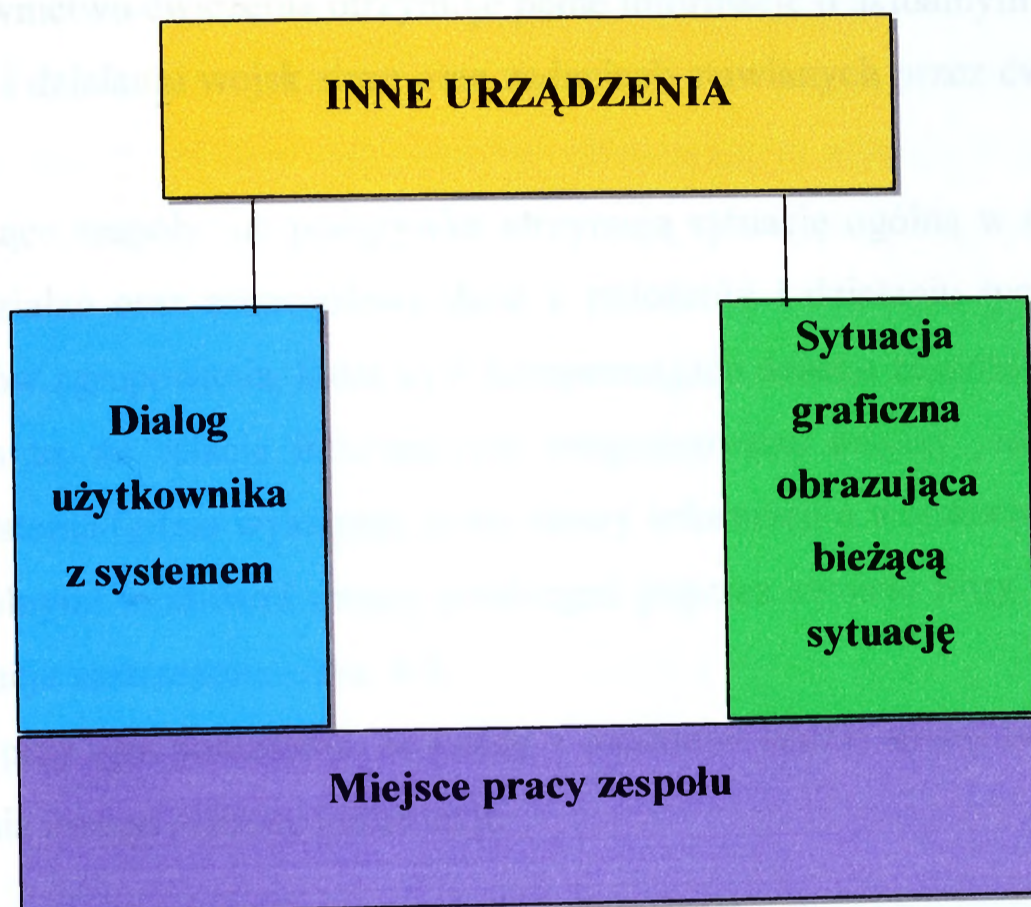 INNE URZĄDZENIA
Dialog
użytkownika
z systemem
Sytuacja
graficzna
obrazująca
bieżącą
sytuację
Miejsce pracy zespołu